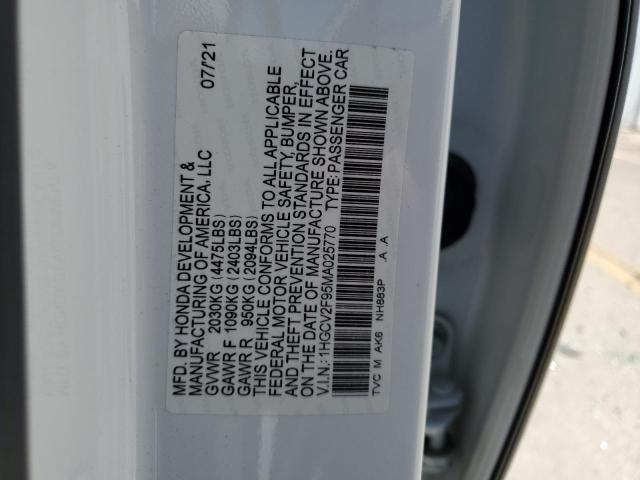 MFD. BY HONDA DEVELOPMENT &
MANUFACTURING OF AMERICA, LLC 07/21
GVWR 2030KG (4475LBS)
GAWR F 1090KG (2403LBS)
GAWR R 950KG (2094LBS)
THIS VEHICLE CONFORMS TO ALL APPLICABLE
FEDERAL MOTOR VEHICLE SAFETY, BUMPER,
AND THEFT PREVENTION STANDARDS IN EFFECT
ON THE DATE OF MANUFACTURE SHOWN ABOVE.
V.I.N.: 1HGCV2F95MA025770 TYPE: PASSENGER CAR
TVC M AK6 NH883P A A